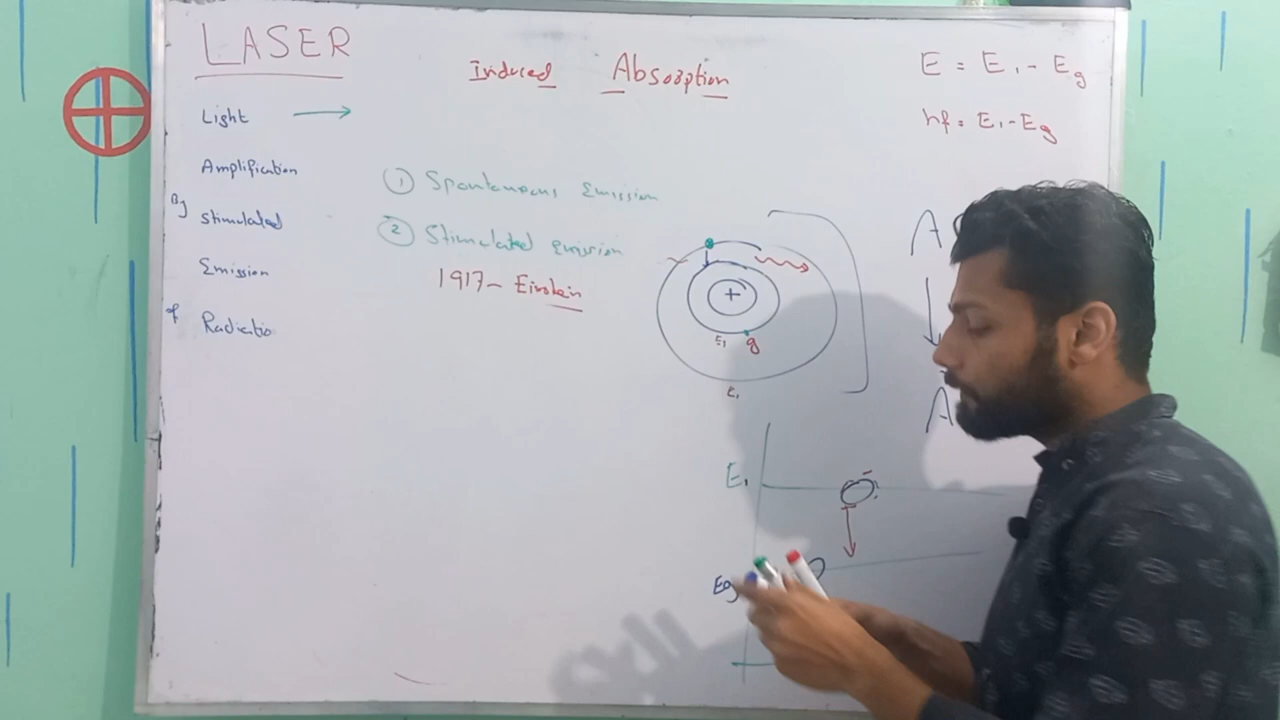 LASER
Induced Absorption
E = E₁ - Eg
hf = E₁ - Eg
Light →
Amplification
By
Stimulated
Emission
of
Radiatio
① Spontaneous Emission
② Stimulated emission
1917- Einstein
+
E₁ g
E₁
A
A
E₁
Eg